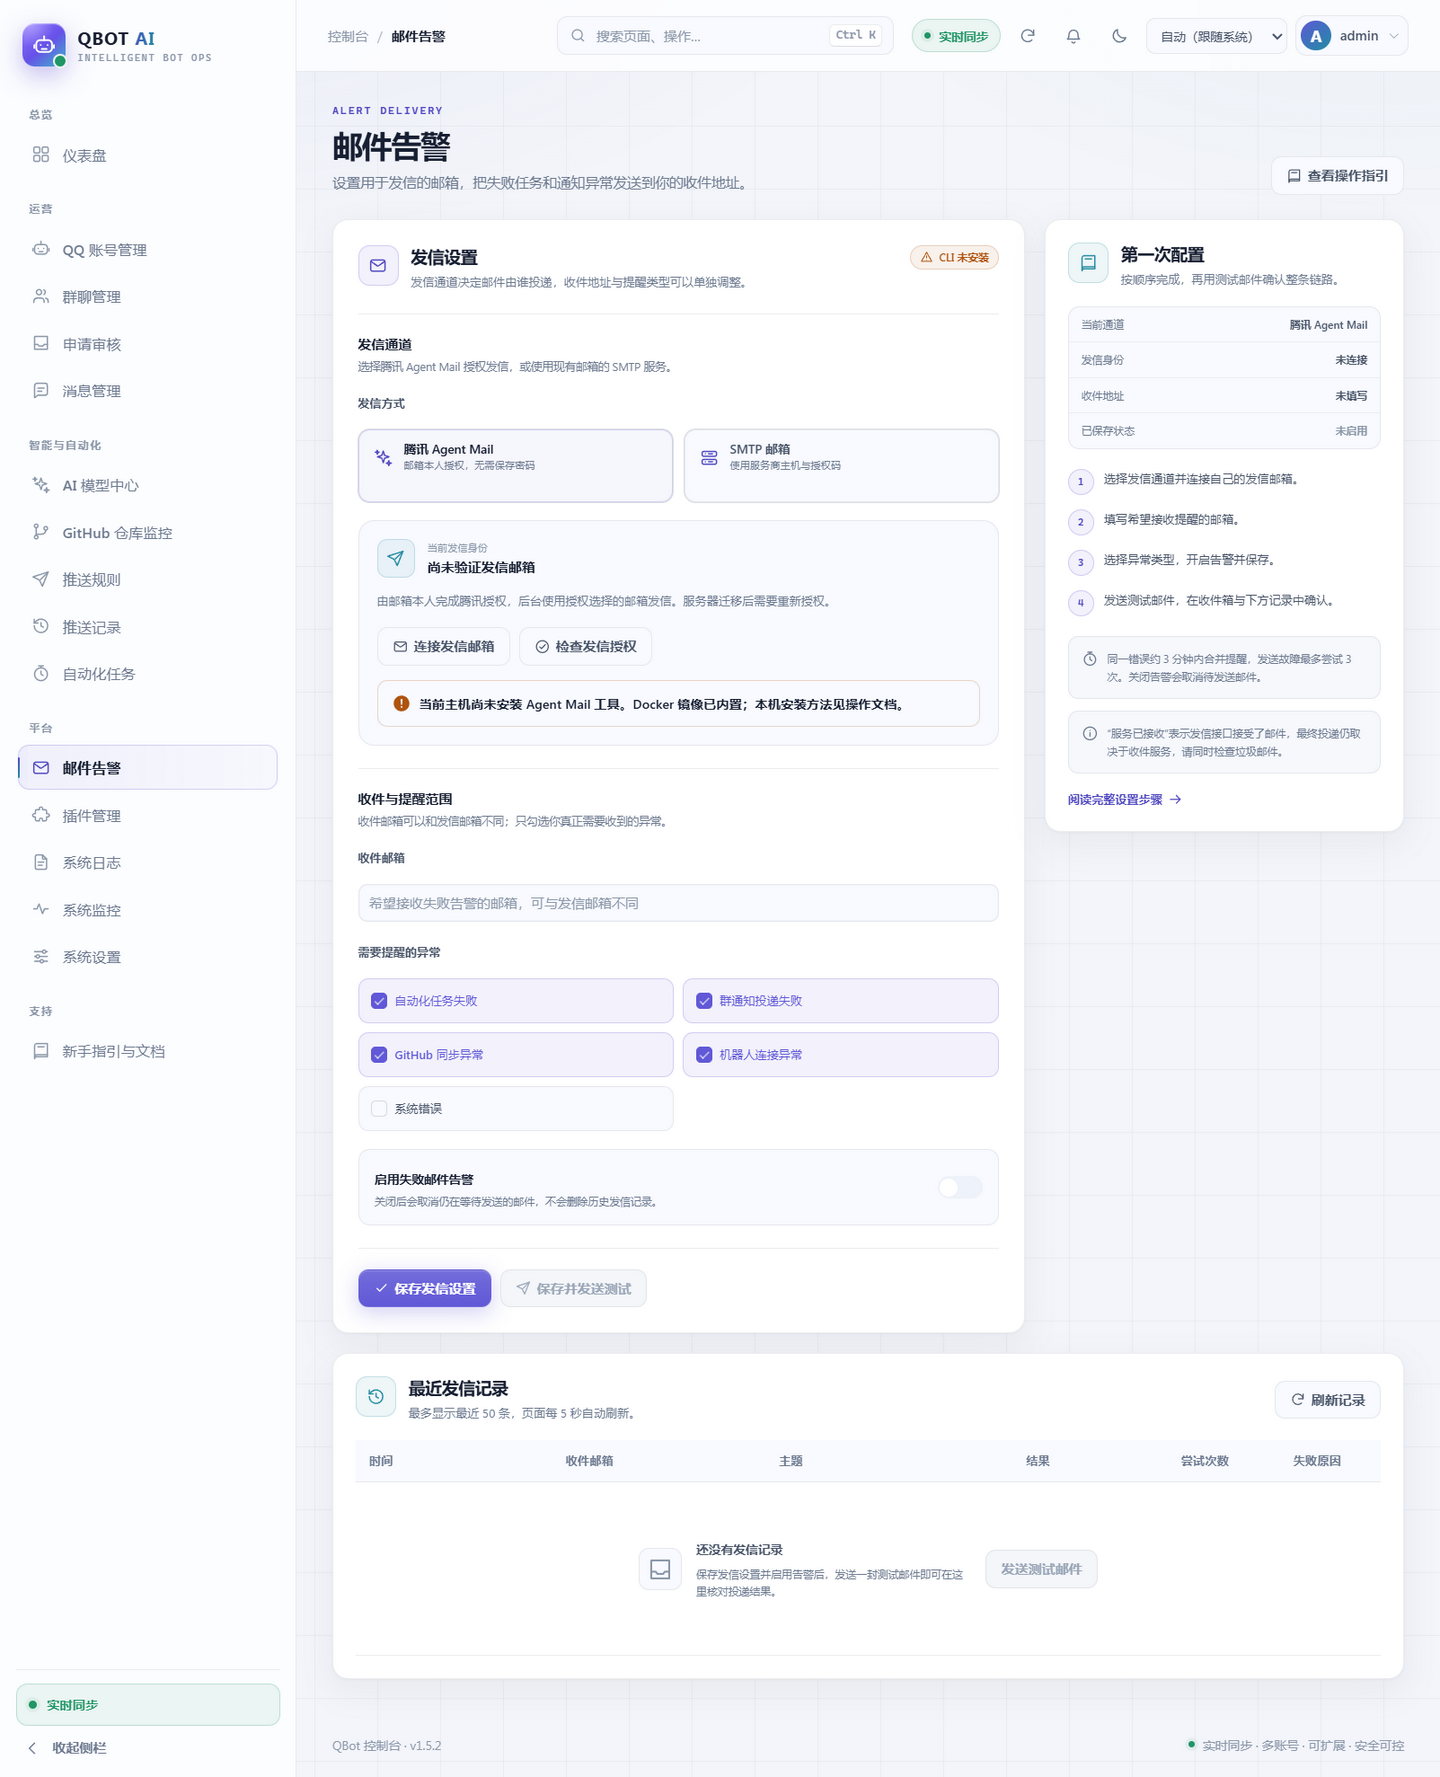 QBOT AI
INTELLIGENT BOT OPS
总览
仪表盘
运营
QQ 账号管理
群聊管理
申请审核
消息管理
智能与自动化
AI 模型中心
GitHub 仓库监控
推送规则
推送记录
自动化任务
平台
邮件告警
插件管理
系统日志
系统监控
系统设置
支持
新手指引与文档
实时同步
收起侧栏
控制台 / 邮件告警
搜索页面、操作...
Ctrl K
实时同步
自动（跟随系统）
A admin
ALERT DELIVERY
邮件告警
设置用于发信的邮箱，把失败任务和通知异常发送到你的收件地址。
查看操作指引
发信设置
发信通道决定邮件由谁投递，收件地址与提醒类型可以单独调整。
CLI 未安装
发信通道
选择腾讯 Agent Mail 授权发信，或使用现有邮箱的 SMTP 服务。
发信方式
腾讯 Agent Mail
邮箱本人授权，无需保存密码
SMTP 邮箱
使用服务商主机与授权码
当前发信身份
尚未验证发信邮箱
由邮箱本人完成腾讯授权，后台使用授权选择的邮箱发信。服务器迁移后需要重新授权。
连接发信邮箱
检查发信授权
当前主机尚未安装 Agent Mail 工具。Docker 镜像已内置；本机安装方法见操作文档。
收件与提醒范围
收件邮箱可以和发信邮箱不同；只勾选你真正需要收到的异常。
收件邮箱
希望接收失败告警的邮箱，可与发信邮箱不同
需要提醒的异常
自动化任务失败
群通知投递失败
GitHub 同步异常
机器人连接异常
系统错误
启用失败邮件告警
关闭后会取消仍在等待发送的邮件，不会删除历史发信记录。
保存发信设置
保存并发送测试
第一次配置
按顺序完成，再用测试邮件确认整条链路。
当前通道 腾讯 Agent Mail
发信身份 未连接
收件地址 未填写
已保存状态 未启用
1 选择发信通道并连接自己的发信邮箱。
2 填写希望接收提醒的邮箱。
3 选择异常类型，开启告警并保存。
4 发送测试邮件，在收件箱与下方记录中确认。
同一错误约 3 分钟内合并提醒，发送故障最多尝试 3
次。关闭告警会取消待发送邮件。
“服务已接收”表示发信接口接受了邮件，最终投递仍取
决于收件服务，请同时检查垃圾邮件。
阅读完整设置步骤
最近发信记录
最多显示最近 50 条，页面每 5 秒自动刷新。
刷新记录
时间 收件邮箱 主题 结果 尝试次数 失败原因
还没有发信记录
保存发信设置并启用告警后，发送一封测试邮件即可在这
里核对投递结果。
发送测试邮件
QBot 控制台 · v1.5.2
实时同步 · 多账号 · 可扩展 · 安全可控